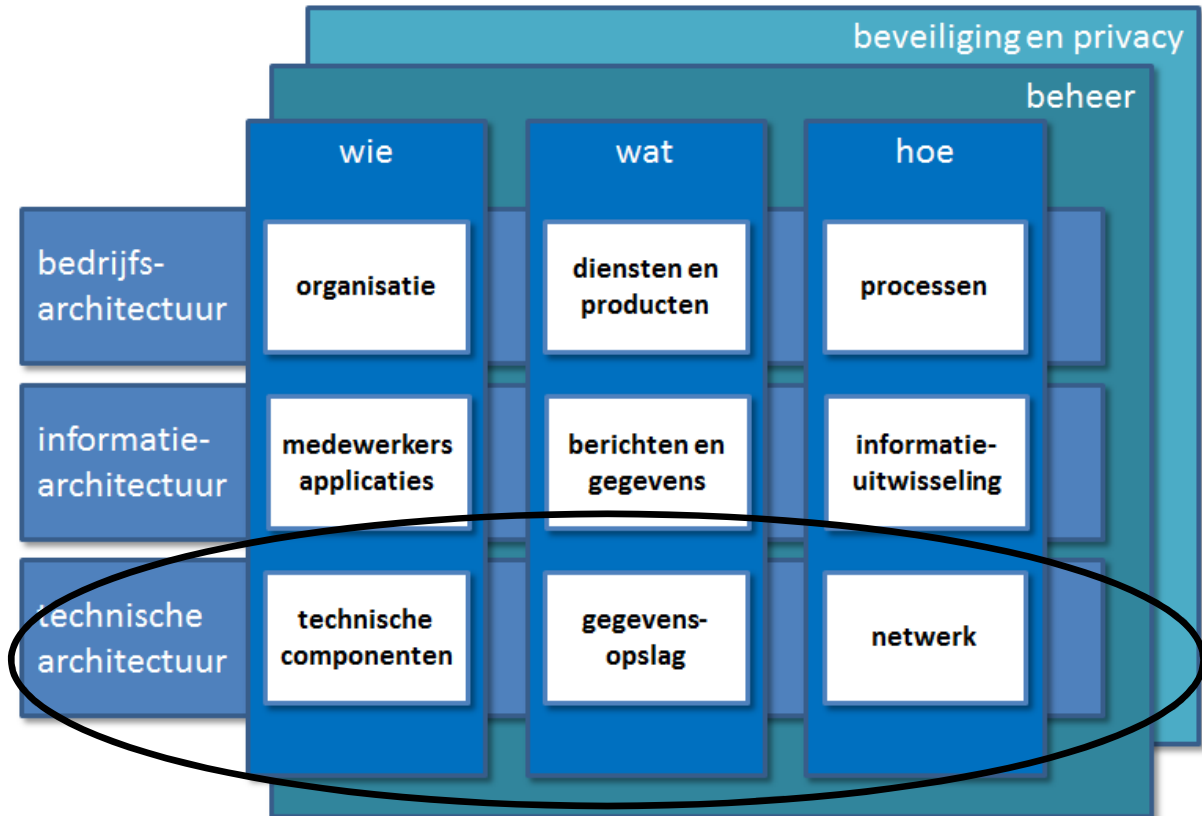 beveiliging en privacy
beheer
wie
wat
hoe
bedrijfs-
architectuur
organisatie
diensten en
producten
processen
informatie-
architectuur
medewerkers
applicaties
berichten en
gegevens
informatie-
uitwisseling
technische
architectuur
technische
componenten
gegevens-
opslag
netwerk